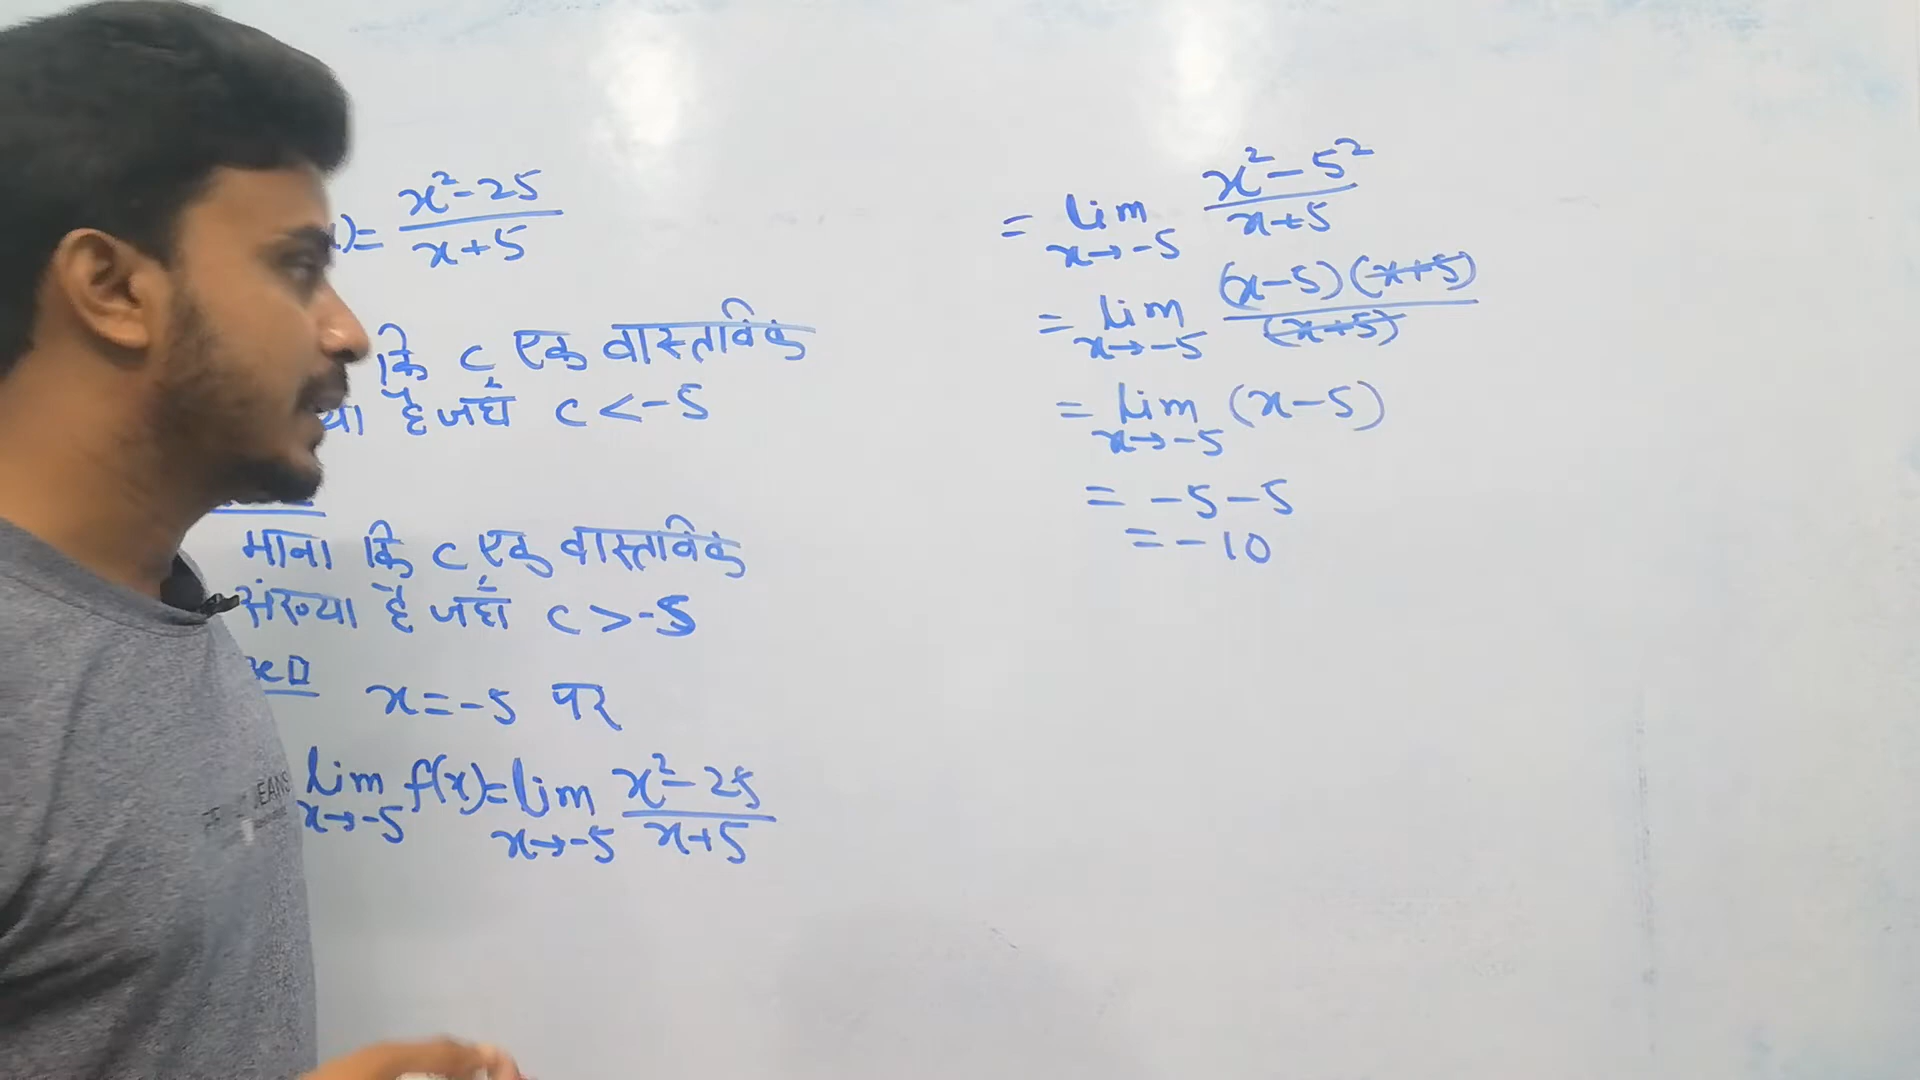 )= x²-25 / x+5
कि c एक वास्तविक
या है जहाँ c < -5
माना कि c एक वास्तविक
संख्या है जहाँ c > -5
x = -5 पर
lim x→-5 f(x) = lim x→-5 x²-25 / x+5
= lim x→-5 x²-5² / x+5
= lim x→-5 (x-5)(x+5) / (x+5)
= lim x→-5 (x-5)
= -5-5
= -10